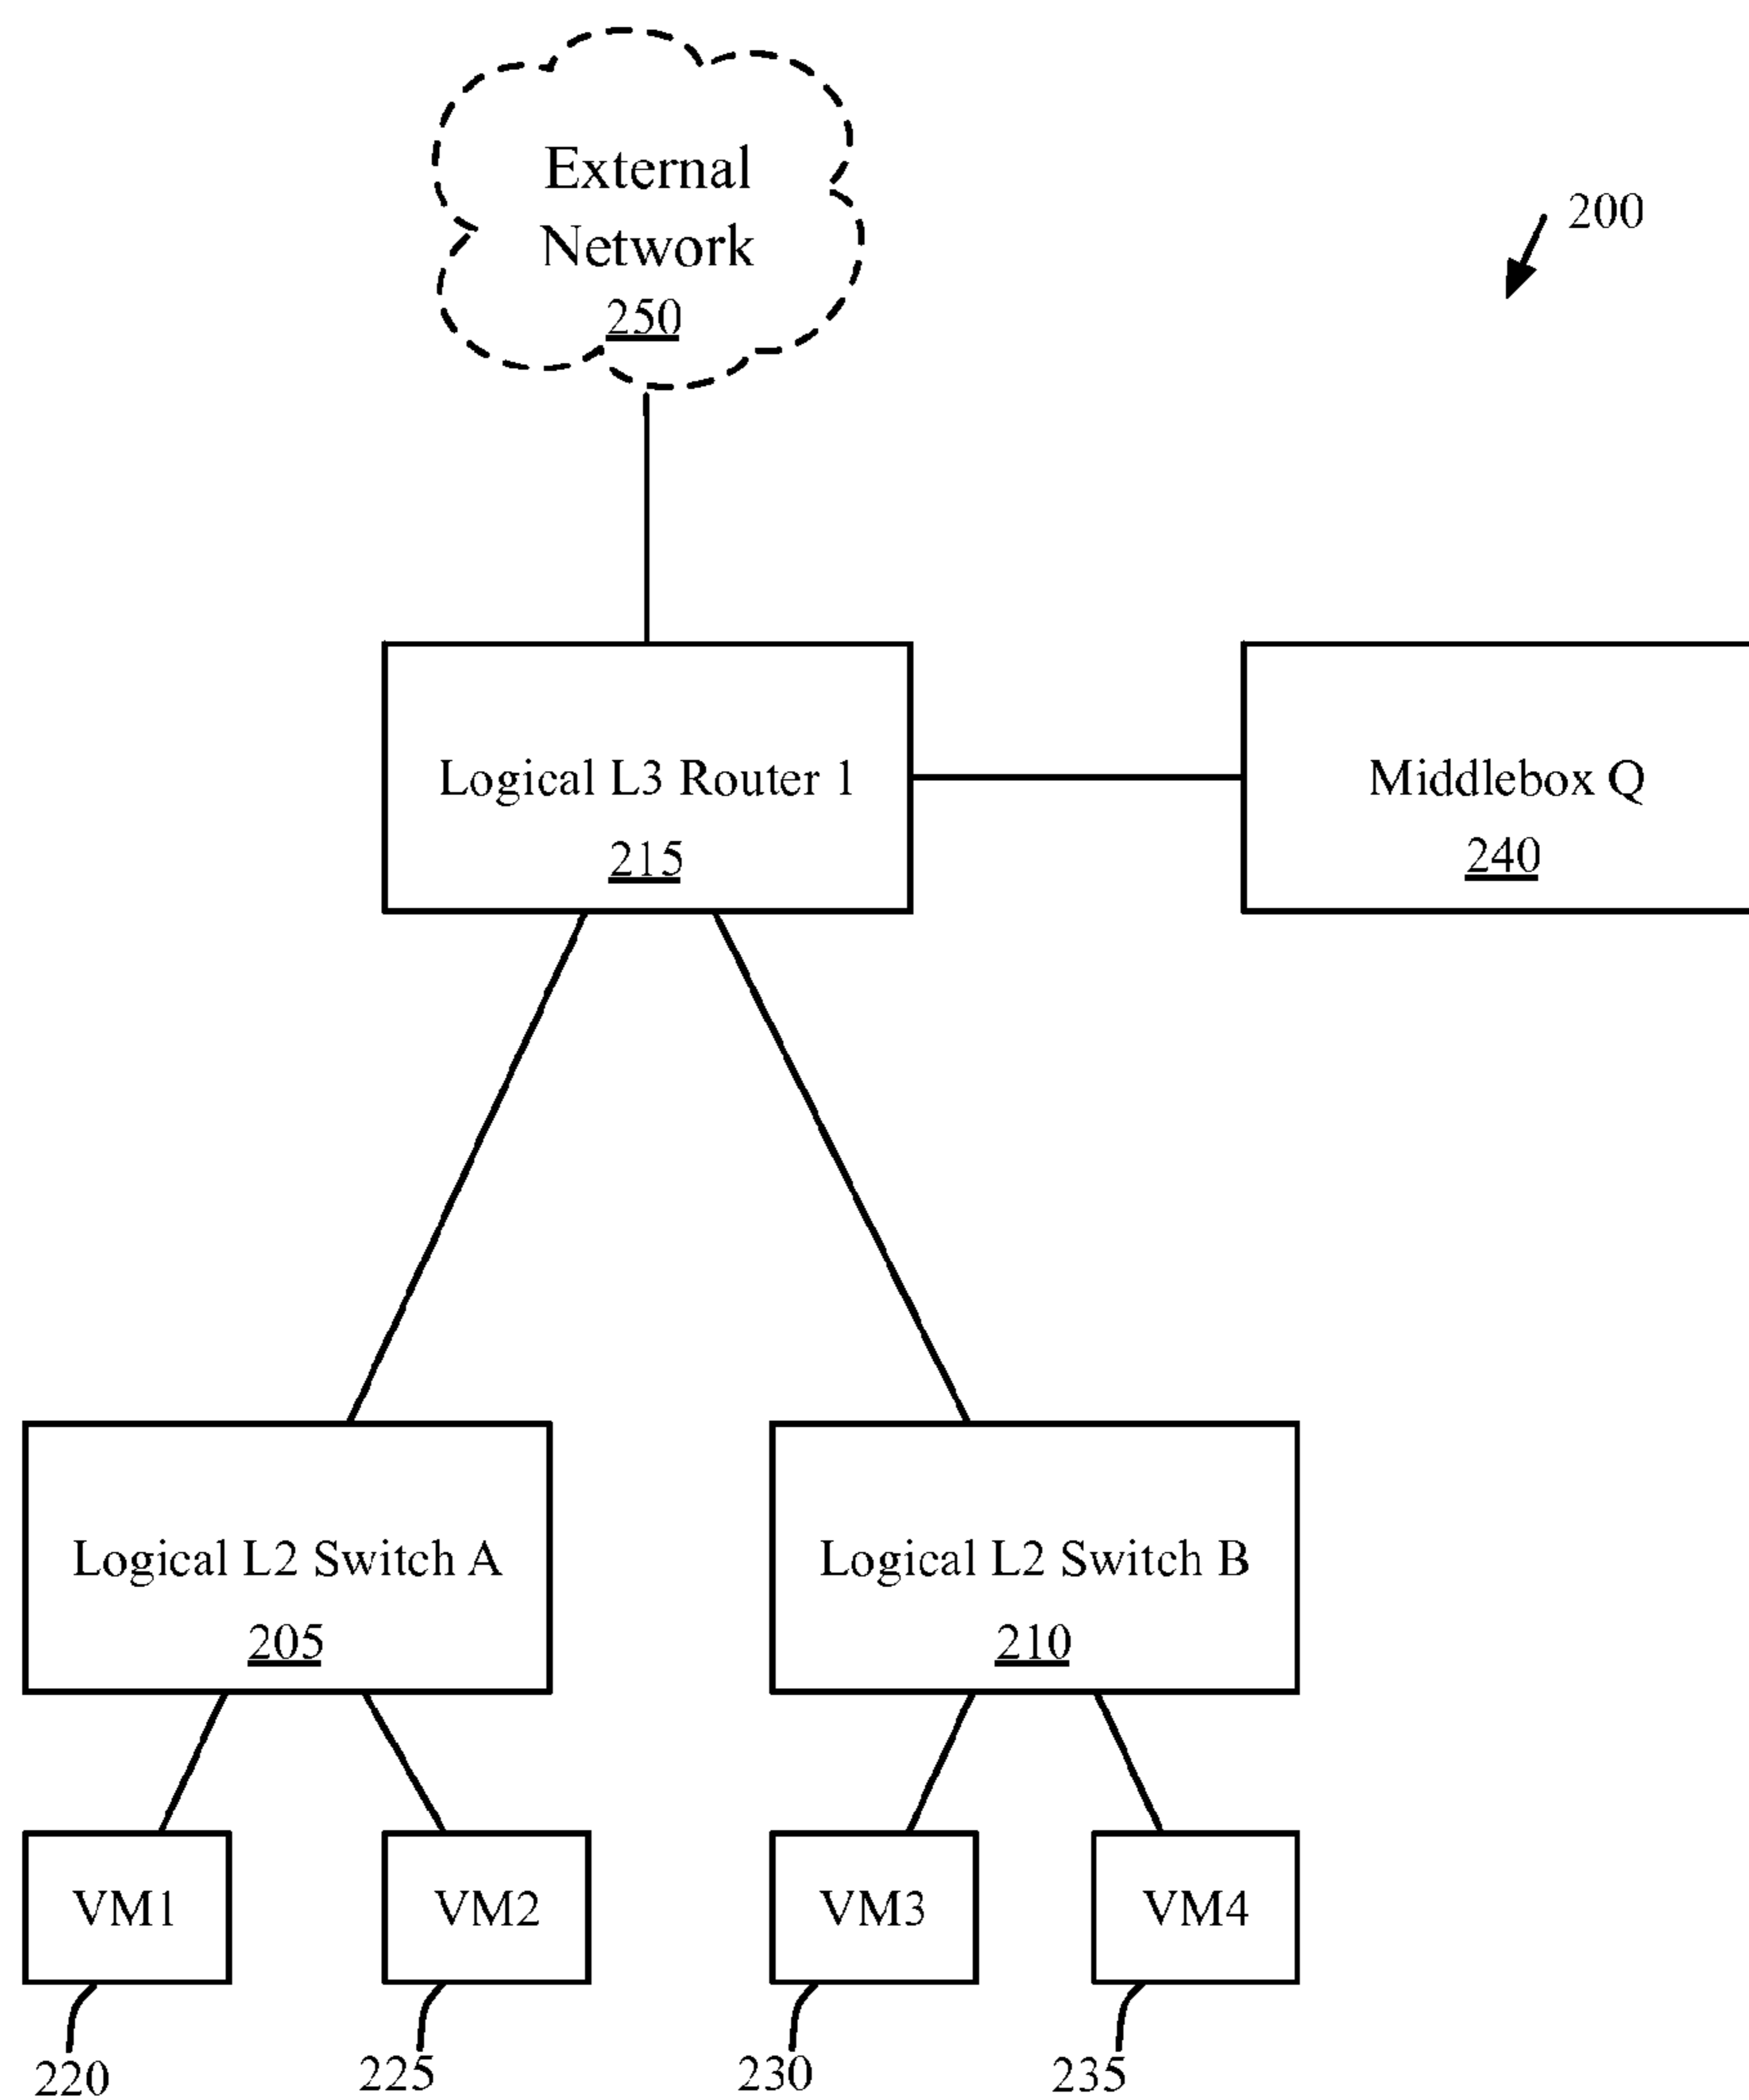 External
Network
250
200
Logical L3 Router 1
215
Middlebox Q
240
Logical L2 Switch A
205
Logical L2 Switch B
210
VM1
VM2
VM3
VM4
220
225
230
235